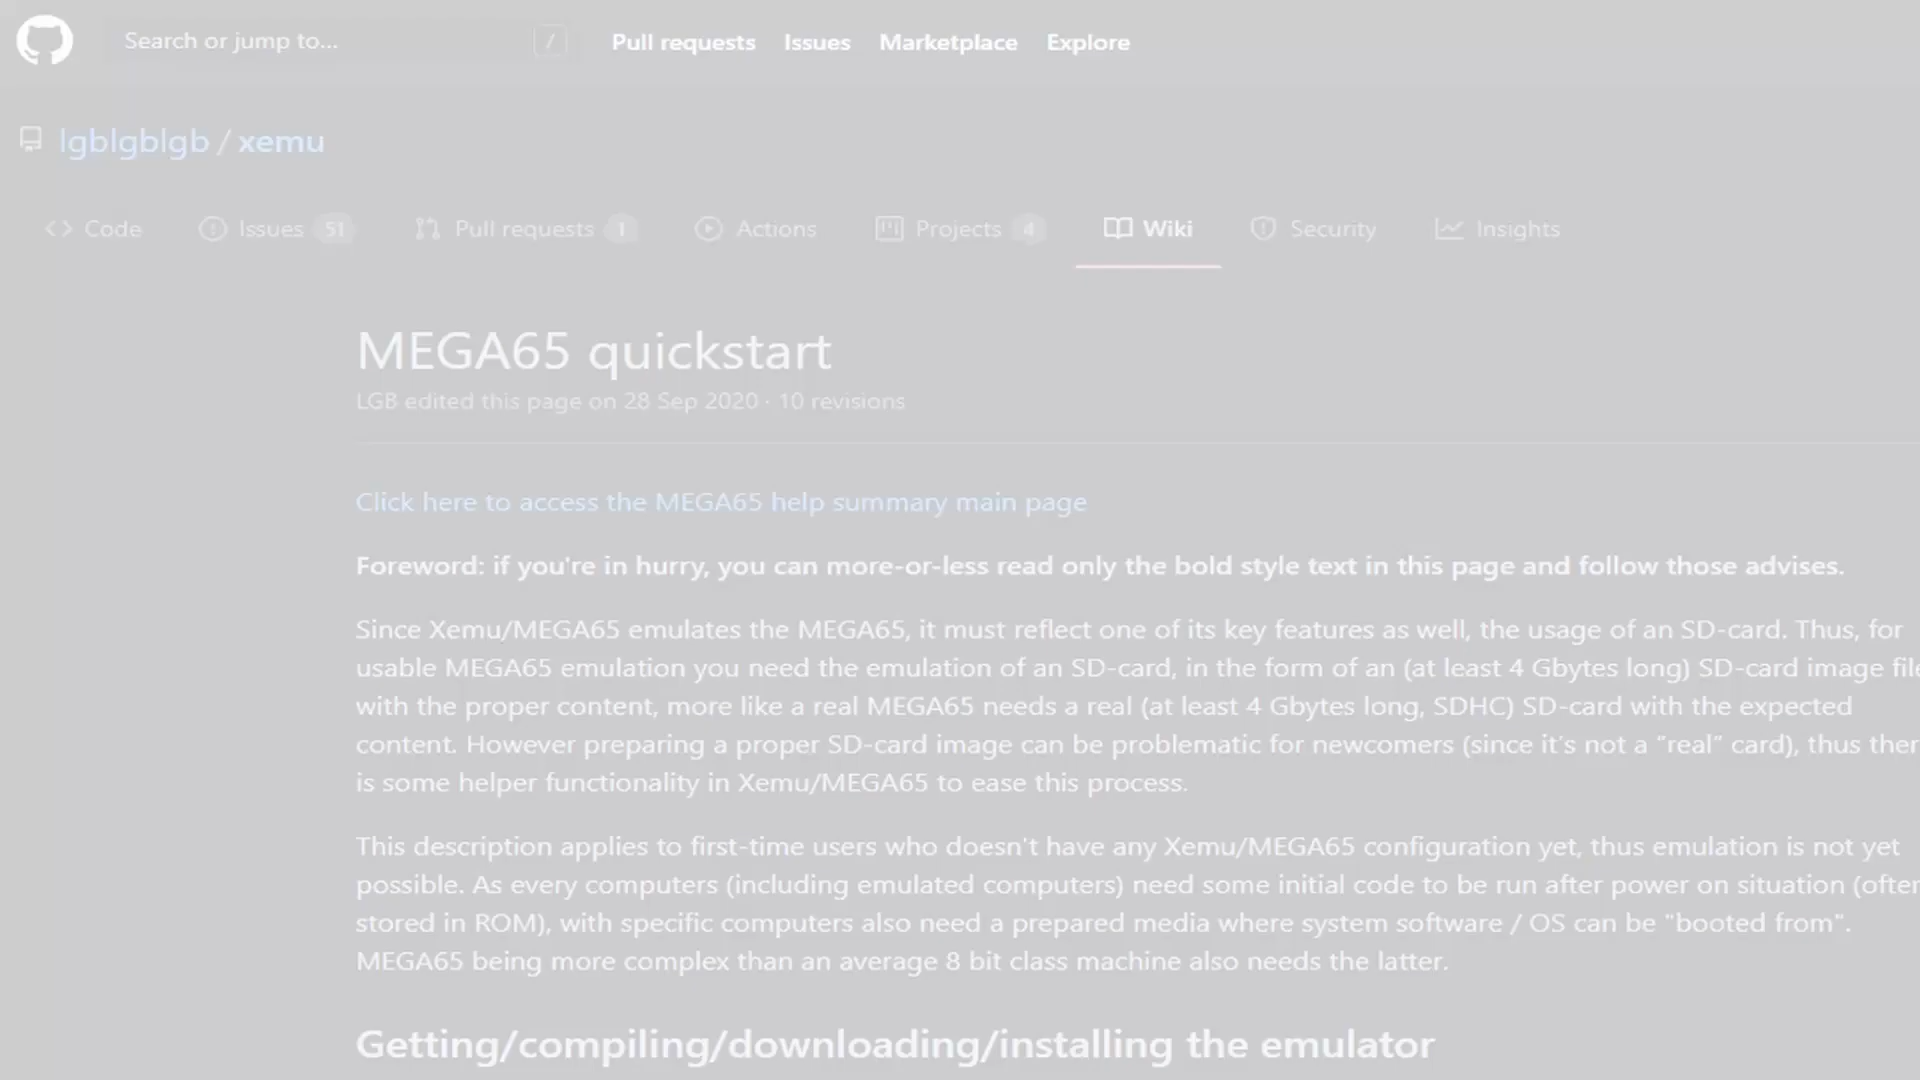 Search or jump to... / Pull requests Issues Marketplace Explore
lgblgblgb / xemu
Code Issues 51 Pull requests 1 Actions Projects 4 Wiki Security Insights
MEGA65 quickstart
LGB edited this page on 28 Sep 2020 · 10 revisions
Click here to access the MEGA65 help summary main page
Foreword: if you're in hurry, you can more-or-less read only the bold style text in this page and follow those advises.
Since Xemu/MEGA65 emulates the MEGA65, it must reflect one of its key features as well, the usage of an SD-card. Thus, for
usable MEGA65 emulation you need the emulation of an SD-card, in the form of an (at least 4 Gbytes long) SD-card image file
with the proper content, more like a real MEGA65 needs a real (at least 4 Gbytes long, SDHC) SD-card with the expected
content. However preparing a proper SD-card image can be problematic for newcomers (since it's not a “real” card), thus ther
is some helper functionality in Xemu/MEGA65 to ease this process.
This description applies to first-time users who doesn't have any Xemu/MEGA65 configuration yet, thus emulation is not yet
possible. As every computers (including emulated computers) need some initial code to be run after power on situation (ofter
stored in ROM), with specific computers also need a prepared media where system software / OS can be "booted from".
MEGA65 being more complex than an average 8 bit class machine also needs the latter.
Getting/compiling/downloading/installing the emulator